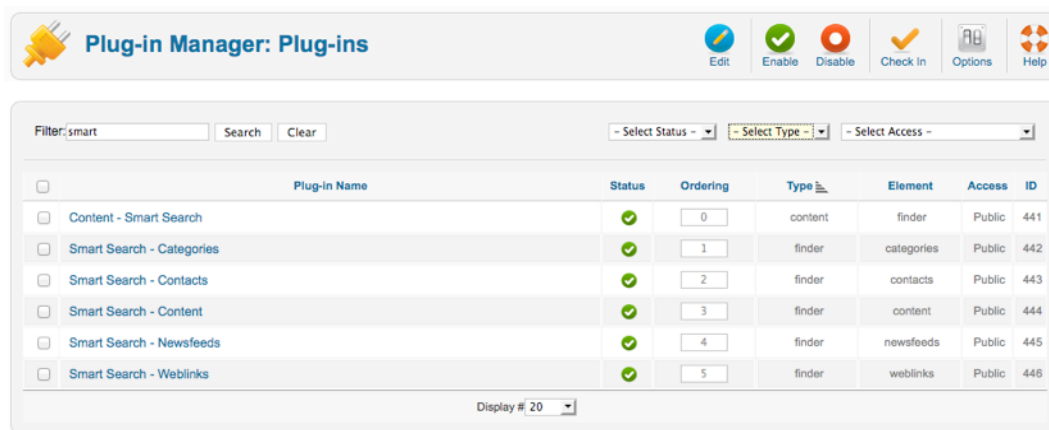 Plug-in Manager: Plug-ins
Edit Enable Disable Check In Options Help
Filter: smart Search Clear - Select Status - - Select Type - - Select Access -
Plug-in Name Status Ordering Type Element Access ID
Content - Smart Search 0 content finder Public 441
Smart Search - Categories 1 finder categories Public 442
Smart Search - Contacts 2 finder contacts Public 443
Smart Search - Content 3 finder content Public 444
Smart Search - Newsfeeds 4 finder newsfeeds Public 445
Smart Search - Weblinks 5 finder weblinks Public 446
Display # 20